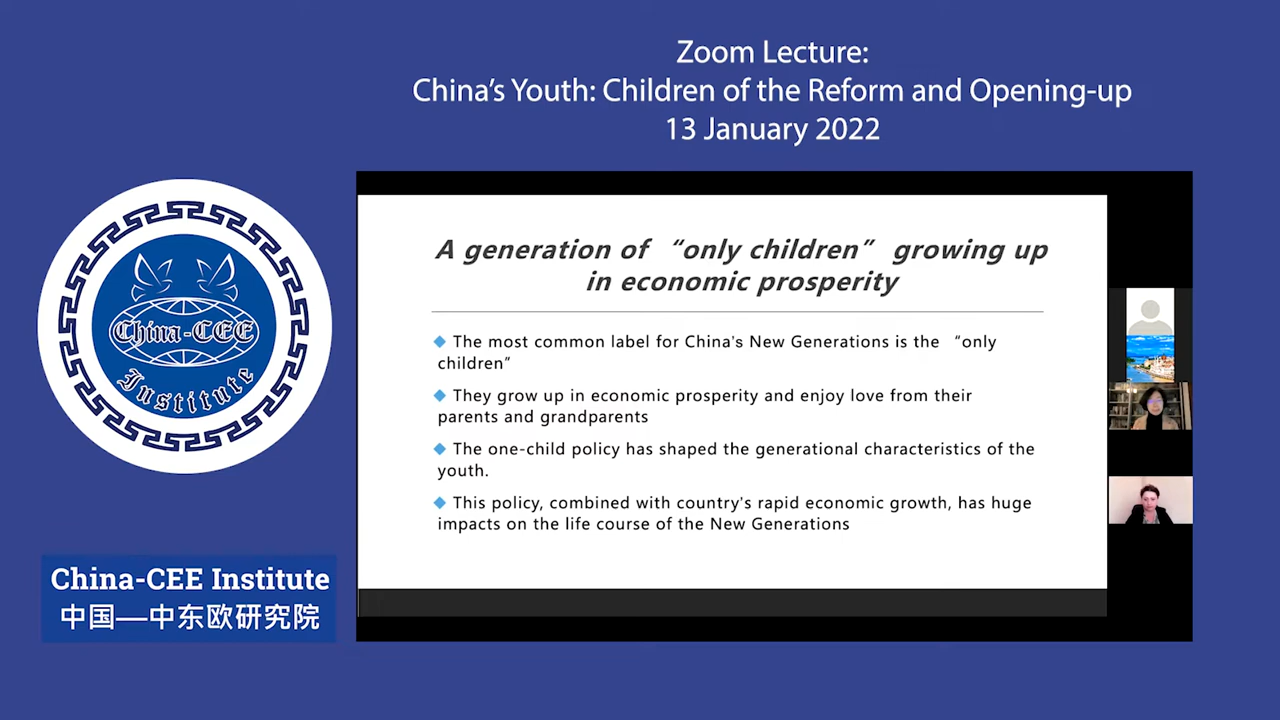 Zoom Lecture:
China's Youth: Children of the Reform and Opening-up
13 January 2022
China-CEE
Institute
China-CEE Institute
中国—中东欧研究院
A generation of “only children” growing up
in economic prosperity
The most common label for China's New Generations is the “only
children”
They grow up in economic prosperity and enjoy love from their
parents and grandparents
The one-child policy has shaped the generational characteristics of the
youth.
This policy, combined with country's rapid economic growth, has huge
impacts on the life course of the New Generations